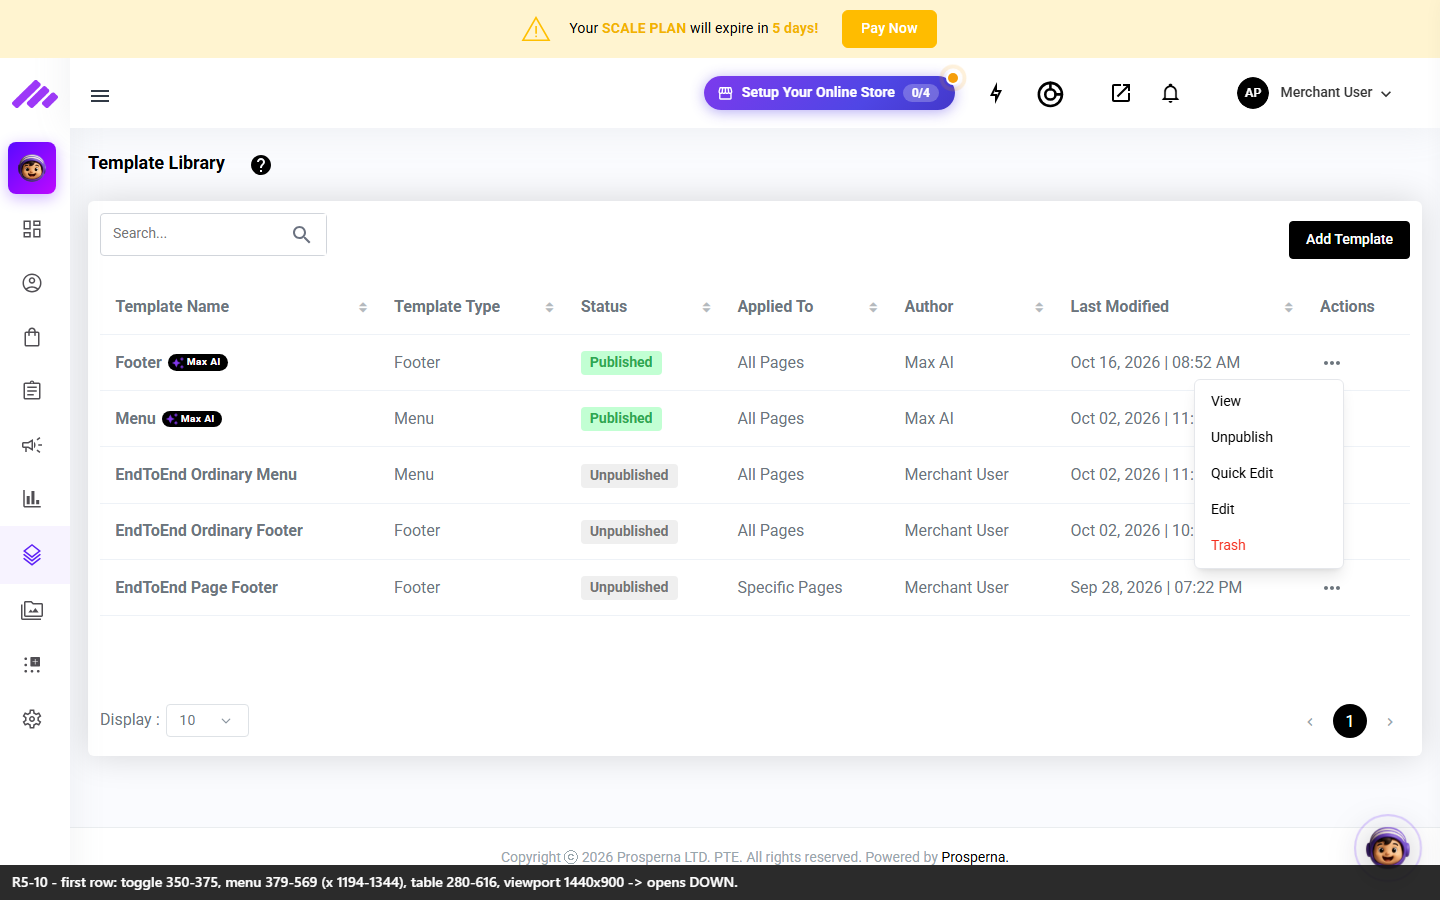 Your SCALE PLAN will expire in 5 days!
Pay Now
Setup Your Online Store 0/4
AP Merchant User
Template Library
Search...
Add Template
Template Name Template Type Status Applied To Author Last Modified Actions
Footer Max AI Footer Published All Pages Max AI Oct 16, 2026 | 08:52 AM
Menu Max AI Menu Published All Pages Max AI Oct 02, 2026 | 11:
EndToEnd Ordinary Menu Menu Unpublished All Pages Merchant User Oct 02, 2026 | 11:
EndToEnd Ordinary Footer Footer Unpublished All Pages Merchant User Oct 02, 2026 | 10:
EndToEnd Page Footer Footer Unpublished Specific Pages Merchant User Sep 28, 2026 | 07:22 PM
View
Unpublish
Quick Edit
Edit
Trash
Display : 10
1
Copyright © 2026 Prosperna LTD. PTE. All rights reserved. Powered by Prosperna.
R5-10 - first row: toggle 350-375, menu 379-569 (x 1194-1344), table 280-616, viewport 1440x900 -> opens DOWN.